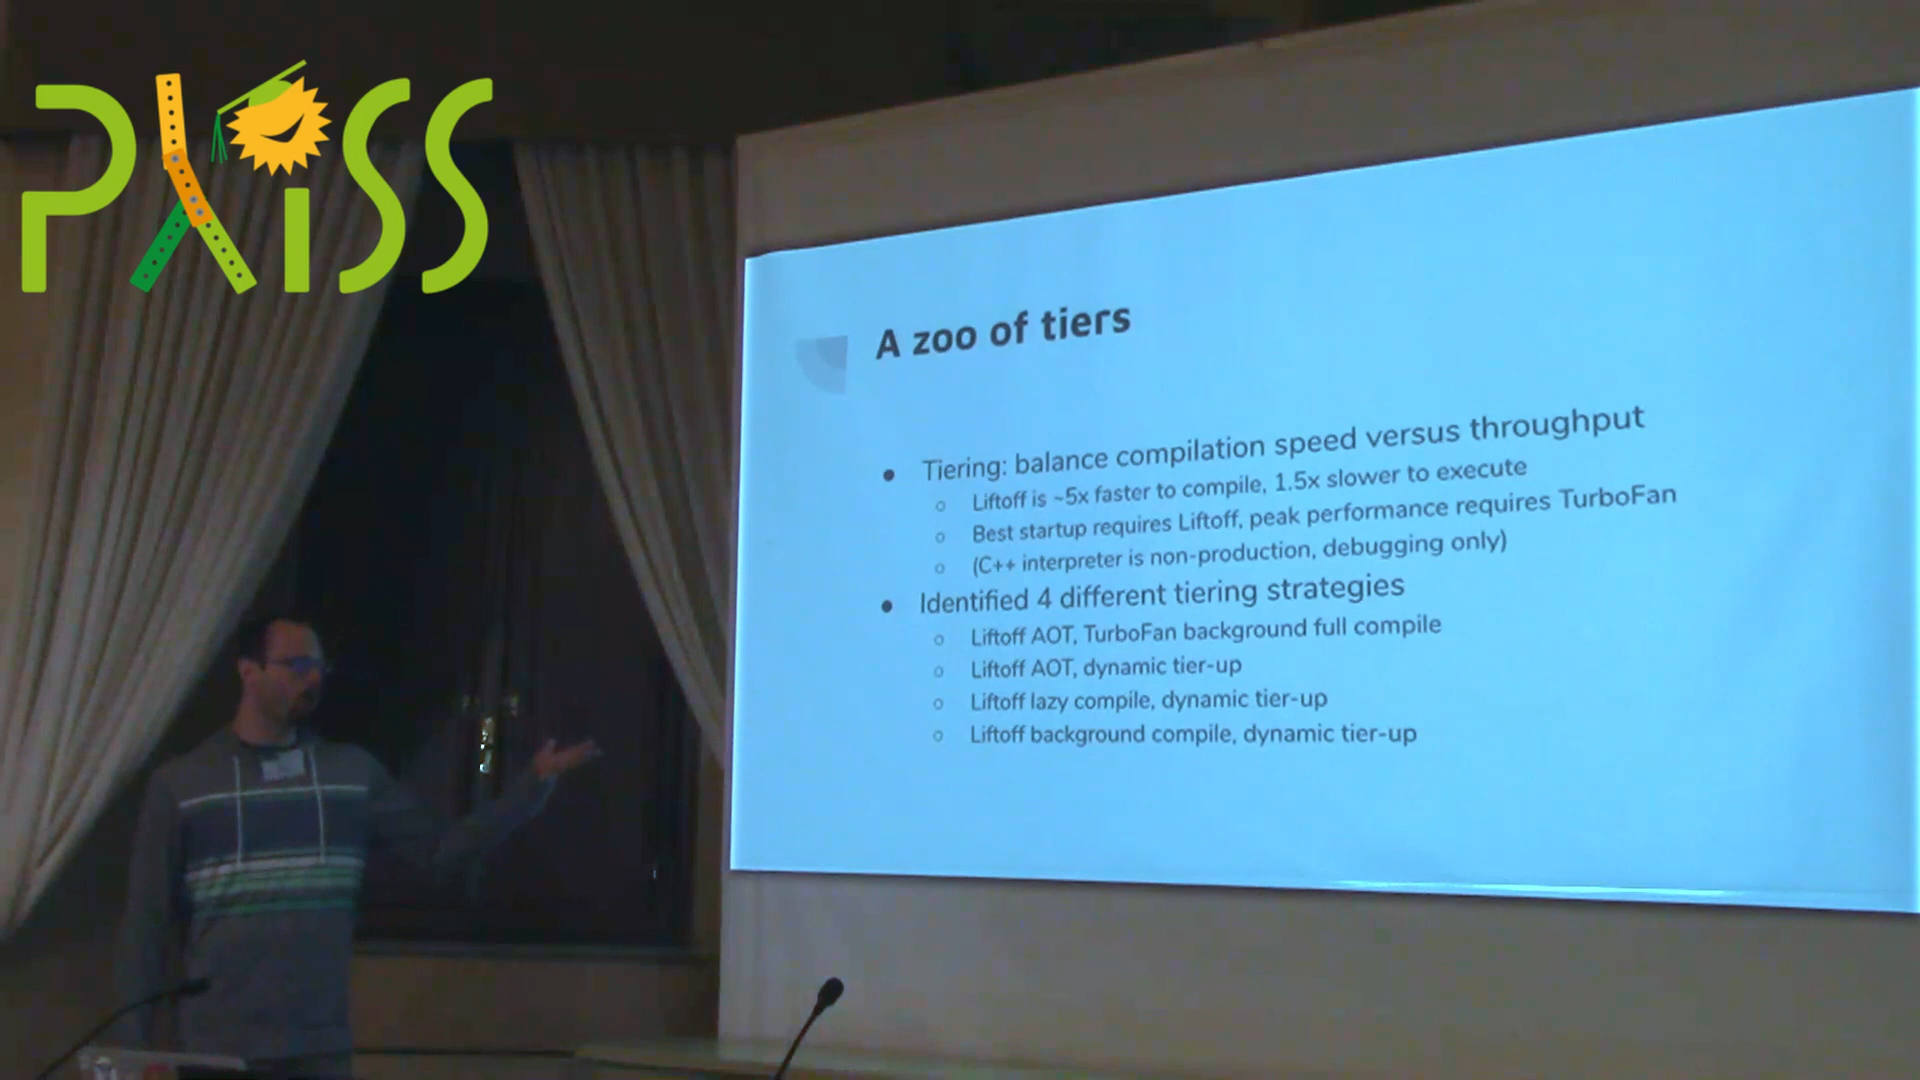 PλiSS
A zoo of tiers
● Tiering: balance compilation speed versus throughput
○ Liftoff is ~5x faster to compile, 1.5x slower to execute
○ Best startup requires Liftoff, peak performance requires TurboFan
○ (C++ interpreter is non-production, debugging only)
● Identified 4 different tiering strategies
○ Liftoff AOT, TurboFan background full compile
○ Liftoff AOT, dynamic tier-up
○ Liftoff lazy compile, dynamic tier-up
○ Liftoff background compile, dynamic tier-up